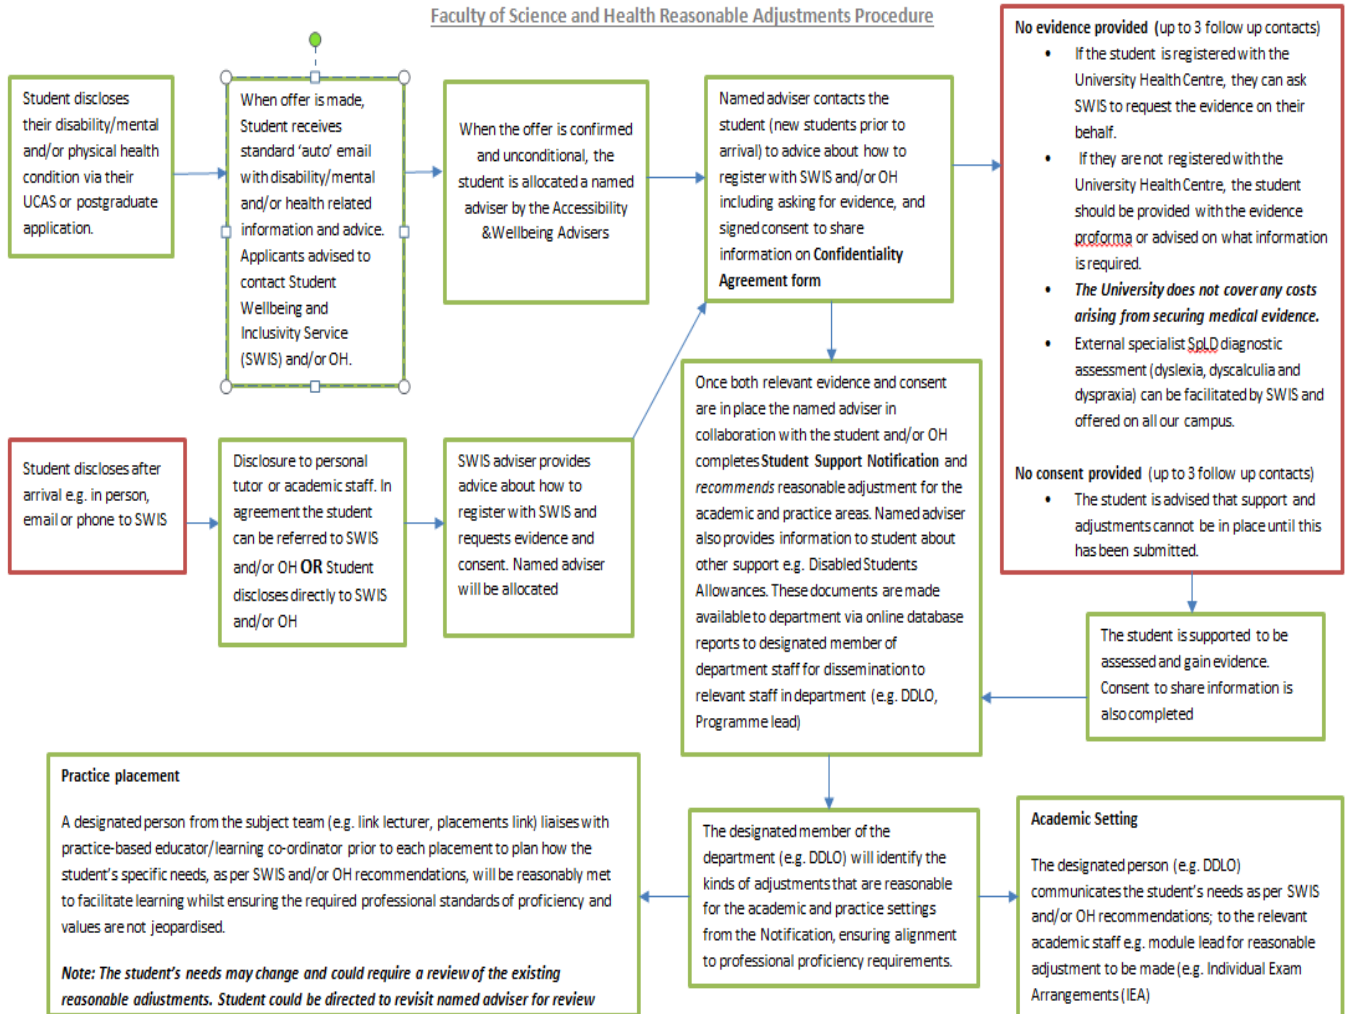 Faculty of Science and Health Reasonable Adjustments Procedure
Student discloses
their disability/mental
and/or physical health
condition via their
UCAS or postgraduate
application.
When offer is made,
Student receives
standard ‘auto’ email
with disability/mental
and/or health related
information and advice.
Applicants advised to
contact Student
Wellbeing and
Inclusivity Service
(SWIS) and/or OH.
When the offer is confirmed
and unconditional, the
student is allocated a named
adviser by the Accessibility
&Wellbeing Advisers
Named adviser contacts the
student (new students prior to
arrival) to advice about how to
register with SWIS and/or OH
including asking for evidence, and
signed consent to share
information on Confidentiality
Agreement form
No evidence provided (up to 3 follow up contacts)
• If the student is registered with the
University Health Centre, they can ask
SWIS to request the evidence on their
behalf.
• If they are not registered with the
University Health Centre, the student
should be provided with the evidence
proforma or advised on what information
is required.
• The University does not cover any costs
arising from securing medical evidence.
• External specialist SpLD diagnostic
assessment (dyslexia, dyscalculia and
dyspraxia) can be facilitated by SWIS and
offered on all our campus.
No consent provided (up to 3 follow up contacts)
• The student is advised that support and
adjustments cannot be in place until this
has been submitted.
Student discloses after
arrival e.g. in person,
email or phone to SWIS
Disclosure to personal
tutor or academic staff. In
agreement the student
can be referred to SWIS
and/or OH OR Student
discloses directly to SWIS
and/or OH
SWIS adviser provides
advice about how to
register with SWIS and
requests evidence and
consent. Named adviser
will be allocated
Once both relevant evidence and consent
are in place the named adviser in
collaboration with the student and/or OH
completes Student Support Notification and
recommends reasonable adjustment for the
academic and practice areas. Named adviser
also provides information to student about
other support e.g. Disabled Students
Allowances. These documents are made
available to department via online database
reports to designated member of
department staff for dissemination to
relevant staff in department (e.g. DDLO,
Programme lead)
The student is supported to be
assessed and gain evidence.
Consent to share information is
also completed
Practice placement
A designated person from the subject team (e.g. link lecturer, placements link) liaises with
practice-based educator/learning co-ordinator prior to each placement to plan how the
student’s specific needs, as per SWIS and/or OH recommendations, will be reasonably met
to facilitate learning whilst ensuring the required professional standards of proficiency and
values are not jeopardised.
Note: The student’s needs may change and could require a review of the existing
reasonable adjustments. Student could be directed to revisit named adviser for review
The designated member of the
department (e.g. DDLO) will identify the
kinds of adjustments that are reasonable
for the academic and practice settings
from the Notification, ensuring alignment
to professional proficiency requirements.
Academic Setting
The designated person (e.g. DDLO)
communicates the student’s needs as per SWIS
and/or OH recommendations; to the relevant
academic staff e.g. module lead for reasonable
adjustment to be made (e.g. Individual Exam
Arrangements (IEA)